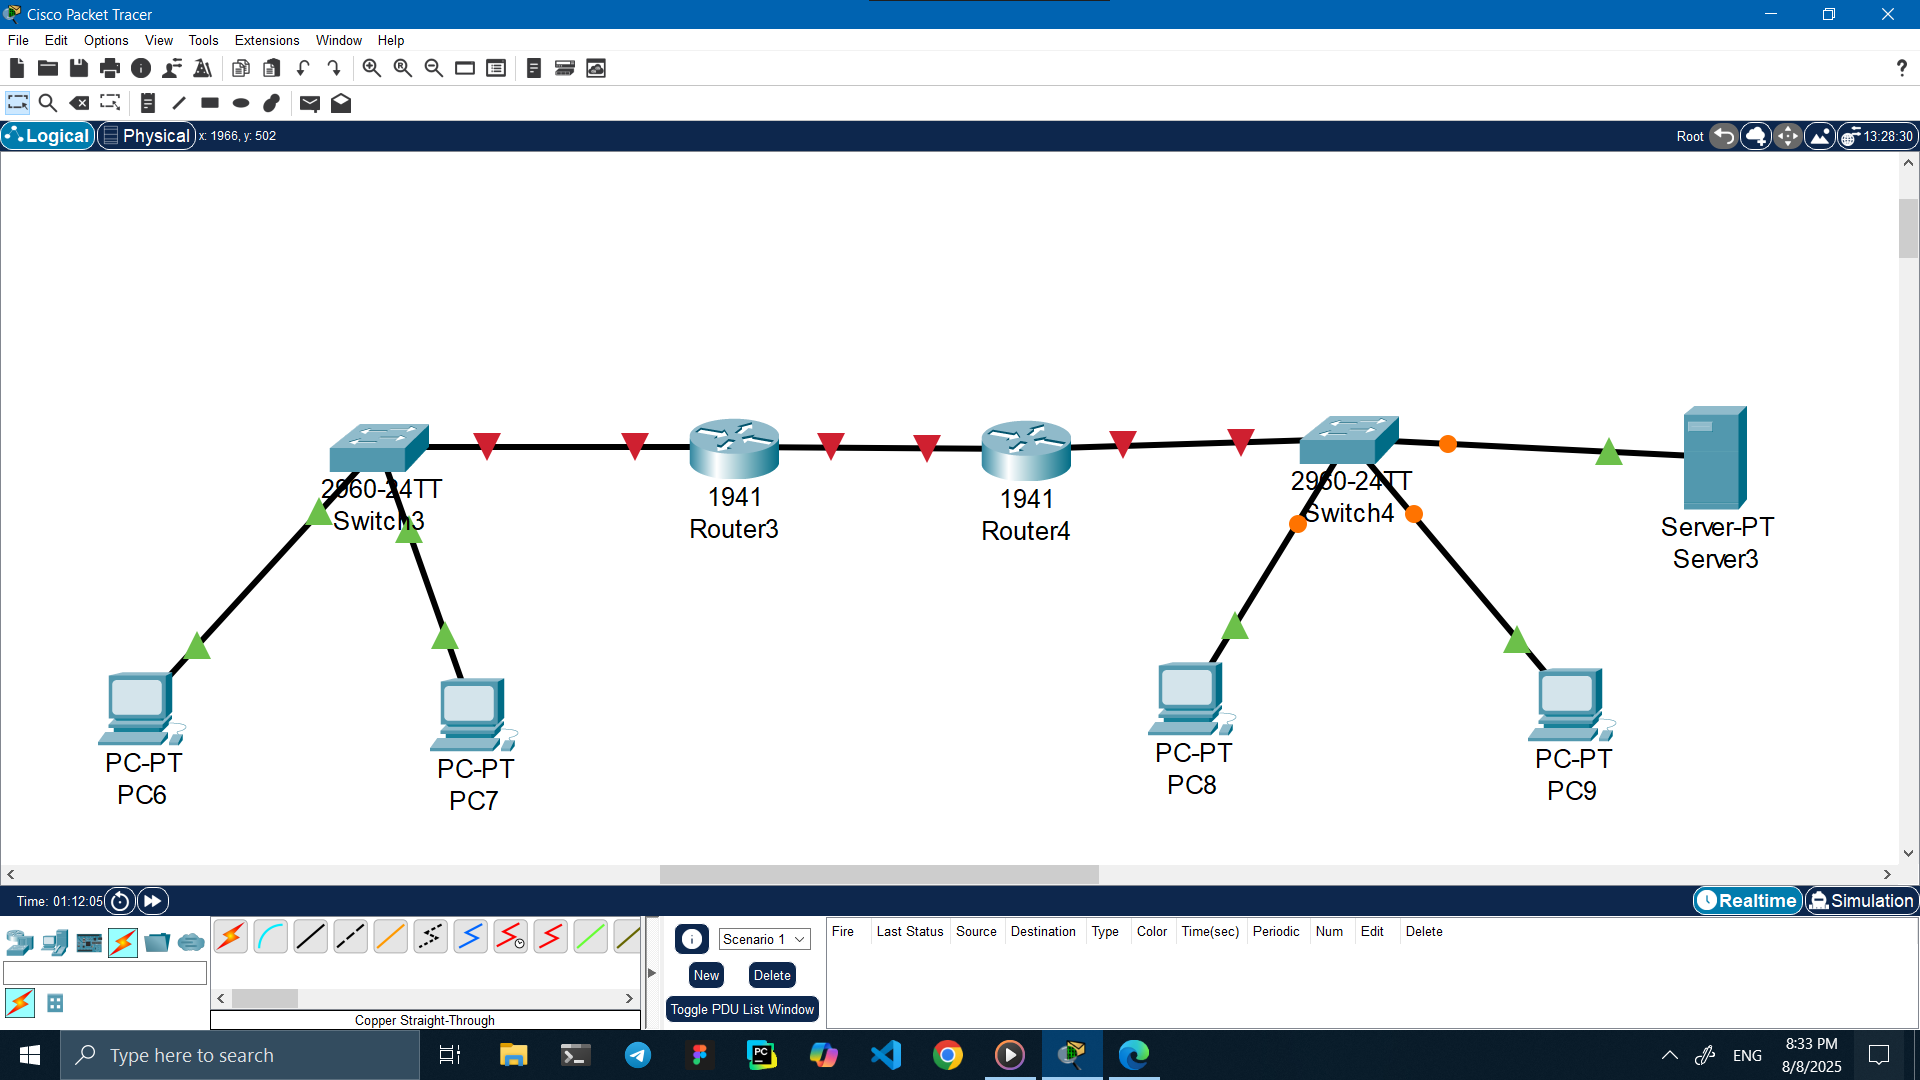 Cisco Packet Tracer
File Edit Options View Tools Extensions Window Help
?
Logical Physical x: 1966, y: 502 Root 13:28:30
2960-24TT
Switch3
1941
Router3
1941
Router4
2960-24TT
Switch4
Server-PT
Server3
PC-PT
PC6
PC-PT
PC7
PC-PT
PC8
PC-PT
PC9
Time: 01:12:05 Realtime Simulation
Scenario 1
New Delete
Toggle PDU List Window
Copper Straight-Through
Fire Last Status Source Destination Type Color Time(sec) Periodic Num Edit Delete
Type here to search
PC
ENG
8:33 PM
8/8/2025